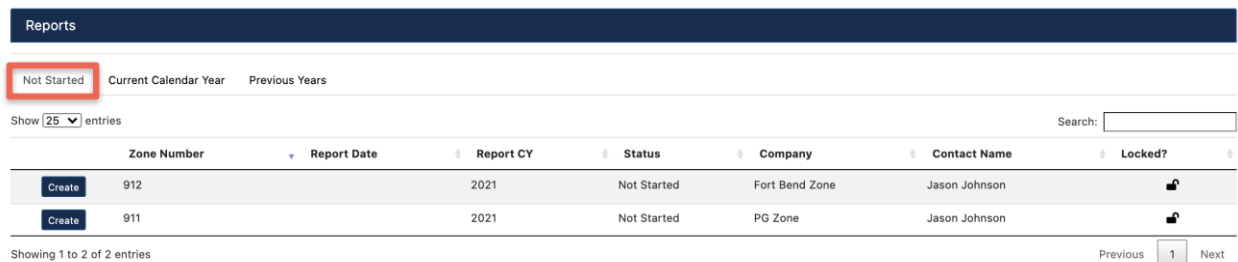 Reports
Not Started Current Calendar Year Previous Years
Show 25 entries Search:
Zone Number Report Date Report CY Status Company Contact Name Locked?
Create 912 2021 Not Started Fort Bend Zone Jason Johnson
Create 911 2021 Not Started PG Zone Jason Johnson
Showing 1 to 2 of 2 entries Previous 1 Next